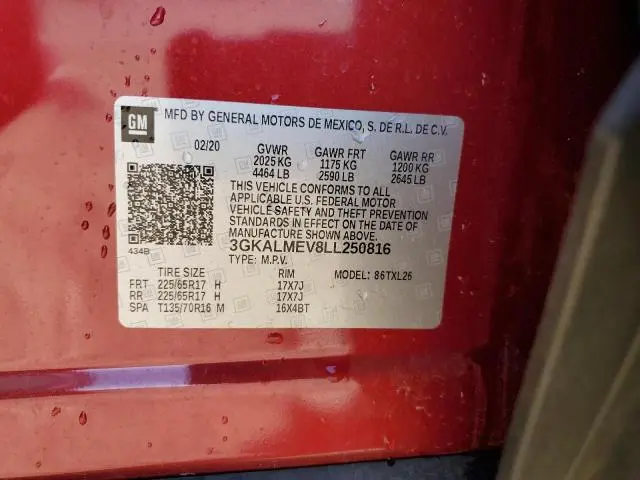 GM
MFD BY GENERAL MOTORS DE MEXICO, S. DE R.L. DE C.V.
02/20 GVWR GAWR FRT GAWR RR
2025 KG 1175 KG 1200 KG
4464 LB 2590 LB 2645 LB
THIS VEHICLE CONFORMS TO ALL
APPLICABLE U.S. FEDERAL MOTOR
VEHICLE SAFETY AND THEFT PREVENTION
STANDARDS IN EFFECT ON THE DATE OF
MANUFACTURE SHOWN ABOVE.
434B 3GKALMEV8LL250816
TYPE: M.P.V. MODEL: 86TXL26
TIRE SIZE RIM
FRT 225/65R17 H 17X7J
RR 225/65R17 H 17X7J
SPA T135/70R16 M 16X4BT